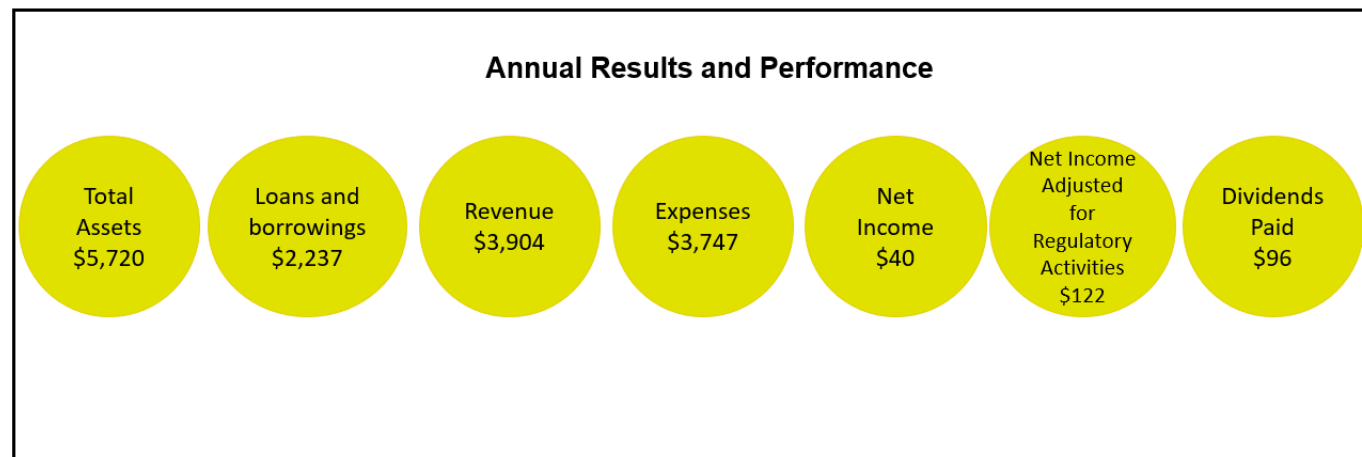 Annual Results and Performance
Total
Assets
$5,720
Loans and
borrowings
$2,237
Revenue
$3,904
Expenses
$3,747
Net
Income
$40
Net Income
Adjusted
for
Regulatory
Activities
$122
Dividends
Paid
$96